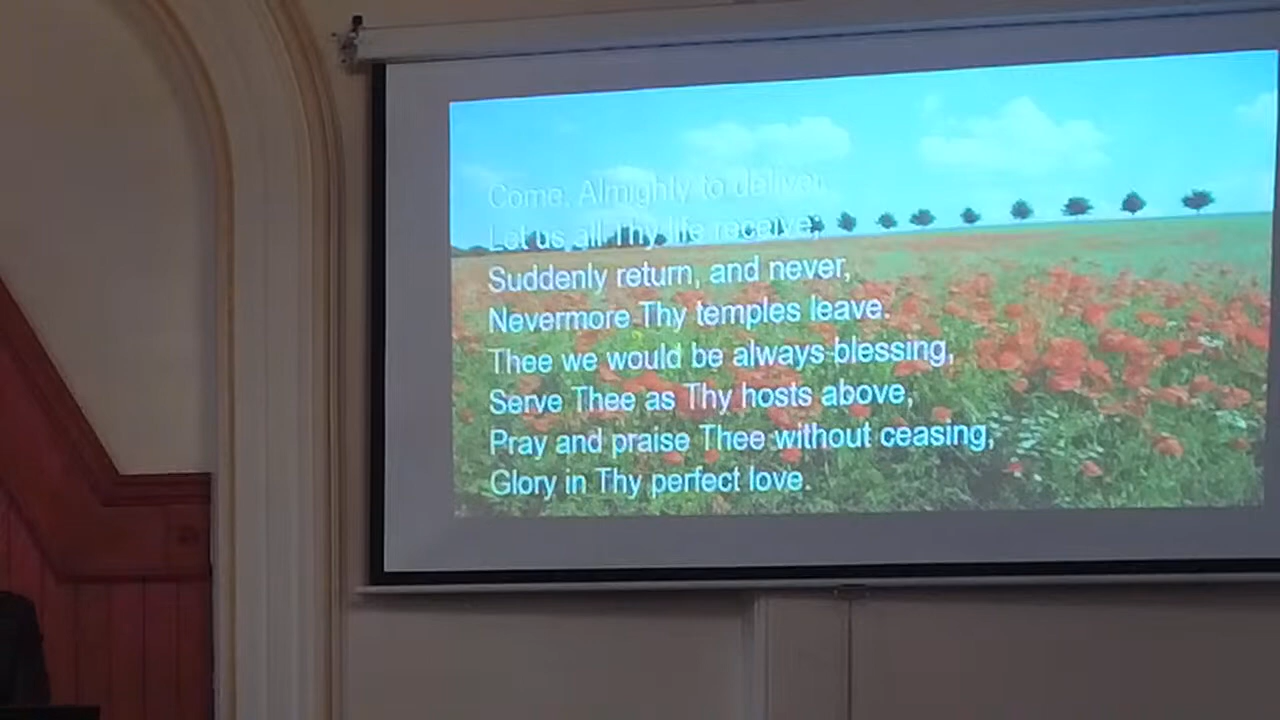 Come, Almighly to deliver,
Let us all Thy life receive;
Suddenly return, and never,
Nevermore Thy temples leave.
Thee we would be always blessing,
Serve Thee as Thy hosts above,
Pray and praise Thee without ceasing,
Glory in Thy perfect love.